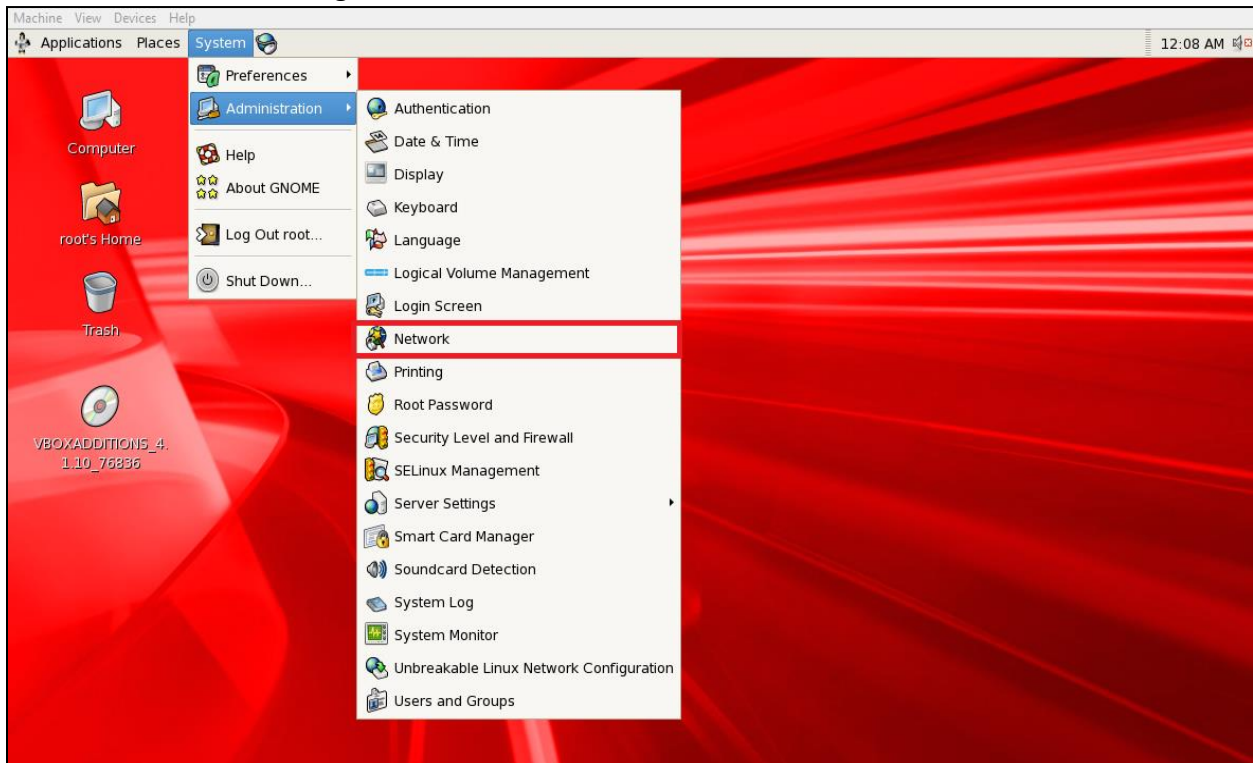 Machine View Devices Help
Applications Places System
12:08 AM
Preferences
Administration
Help
About GNOME
Log Out root...
Shut Down...
Authentication
Date & Time
Display
Keyboard
Language
Logical Volume Management
Login Screen
Network
Printing
Root Password
Security Level and Firewall
SELinux Management
Server Settings
Smart Card Manager
Soundcard Detection
System Log
System Monitor
Unbreakable Linux Network Configuration
Users and Groups
Computer
root's Home
Trash
VBOXADDITIONS_4.
1.10_76836